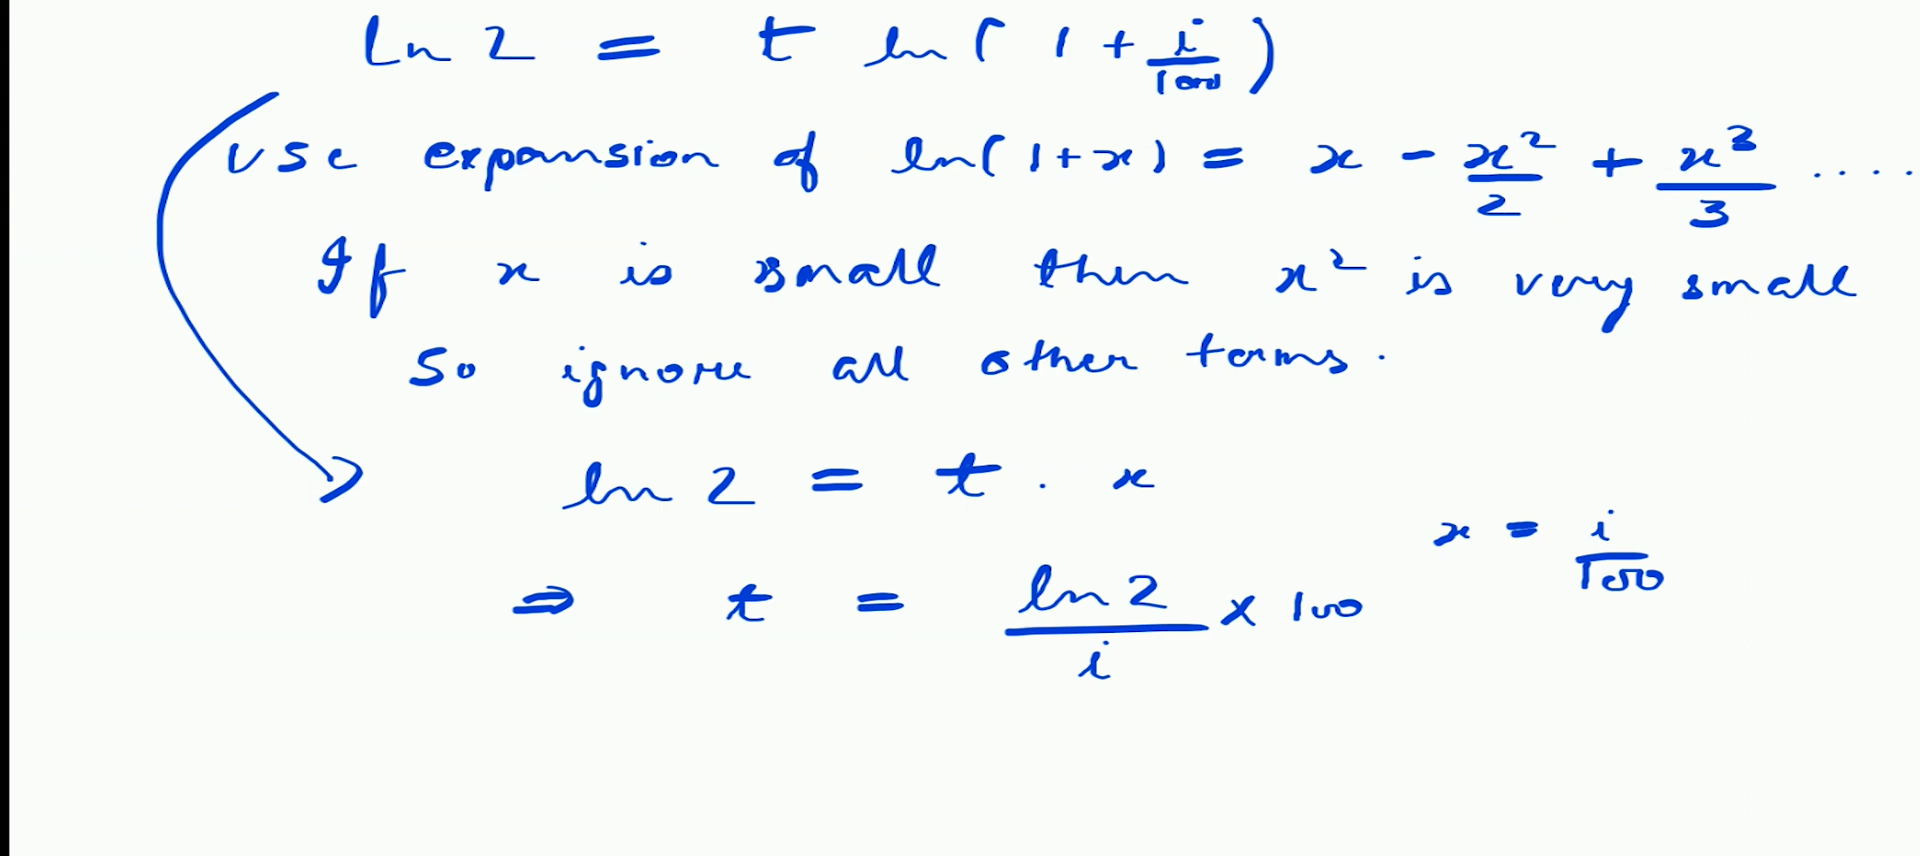 ln 2 = t ln( 1 + i/100 )
use expansion of ln( 1 + x ) = x - x²/2 + x³/3 ....
If x is small then x² is very small
So ignore all other terms.
ln 2 = t . x
x = i/100
⇒ t = ln 2/i × 100